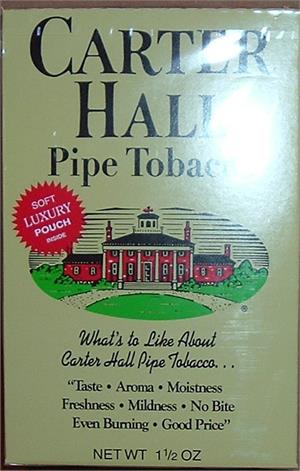 CARTER
HALL
Pipe Tobacco
SOFT
LUXURY
POUCH
INSIDE
®
What's to Like About
Carter Hall Pipe Tobacco...
"Taste • Aroma • Moistness
Freshness • Mildness • No Bite
Even Burning • Good Price"
NET WT 1 1/2 OZ